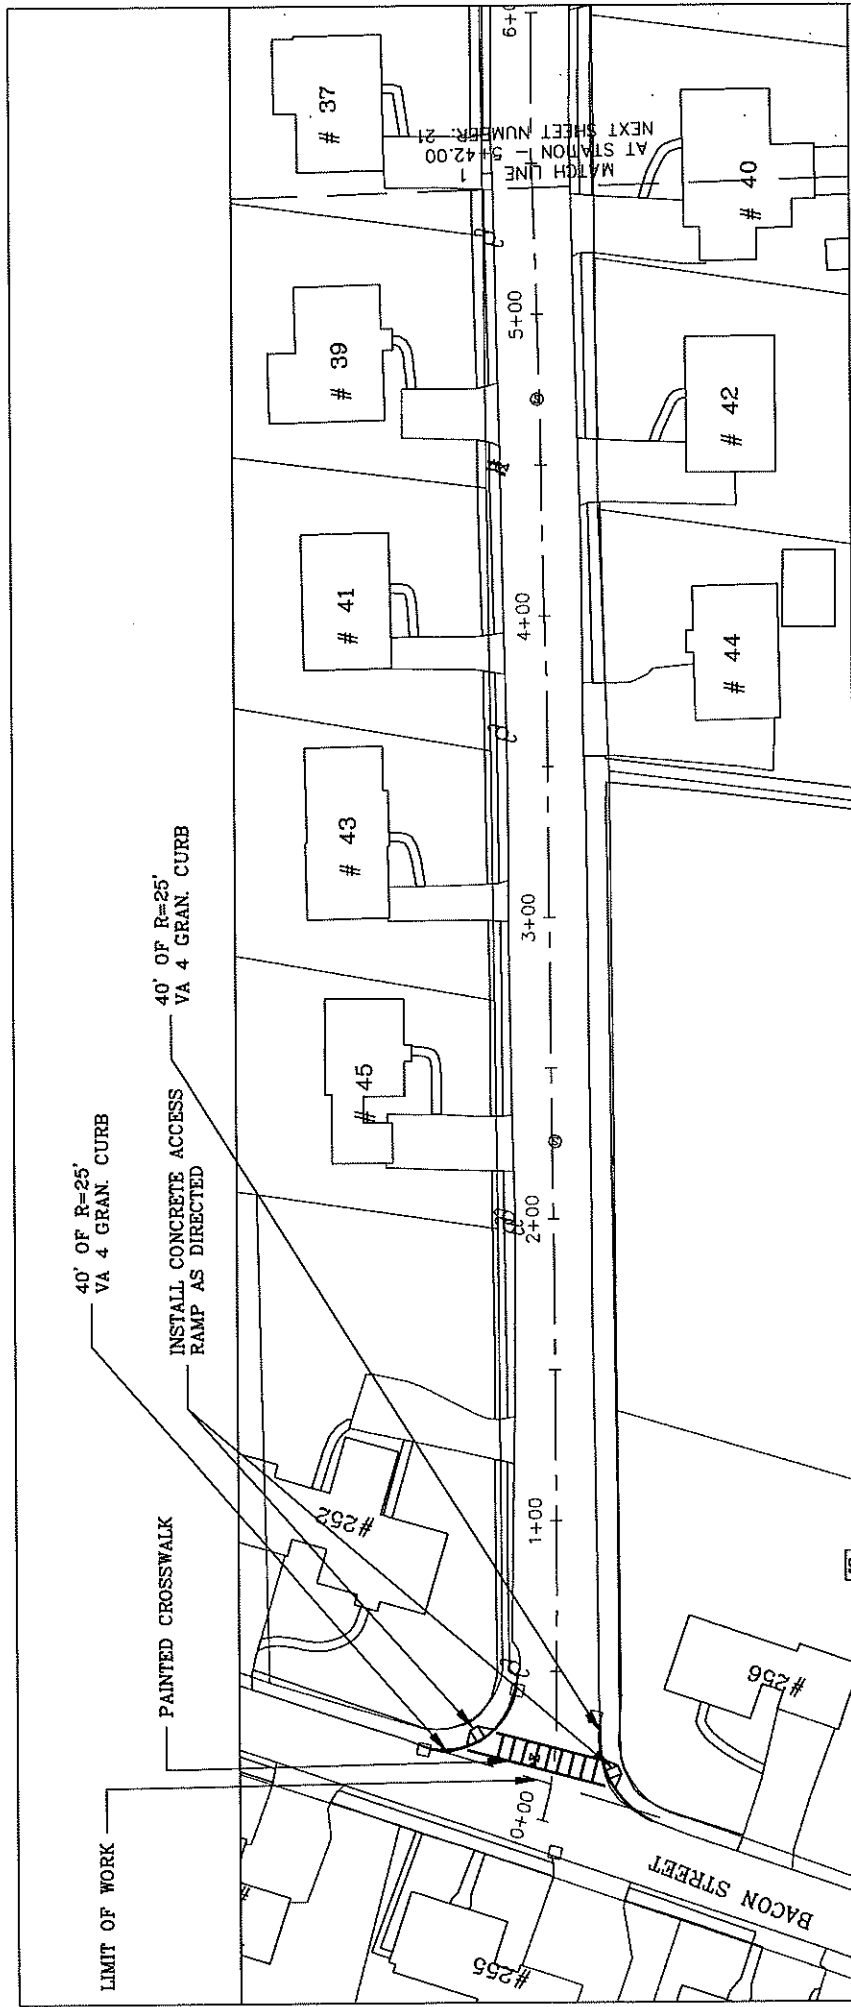 LIMIT OF WORK
PAINTED CROSSWALK
40' OF R=25'
VA 4 GRAN. CURB
INSTALL CONCRETE ACCESS
RAMP AS DIRECTED
40' OF R=25'
VA 4 GRAN. CURB
#252
# 45
# 43
# 41
# 39
# 37
0+00
1+00
2+00
3+00
4+00
5+00
MATCH LINE 1
AT STATION - 5+42.00
NEXT SHEET NUMBER: 21
#255
BACON STREET
#256
# 44
# 42
# 40